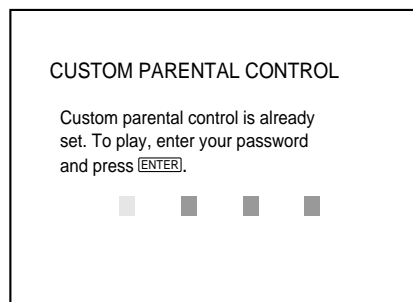 CUSTOM PARENTAL CONTROL
Custom parental control is already
set. To play, enter your password
and press ENTER.